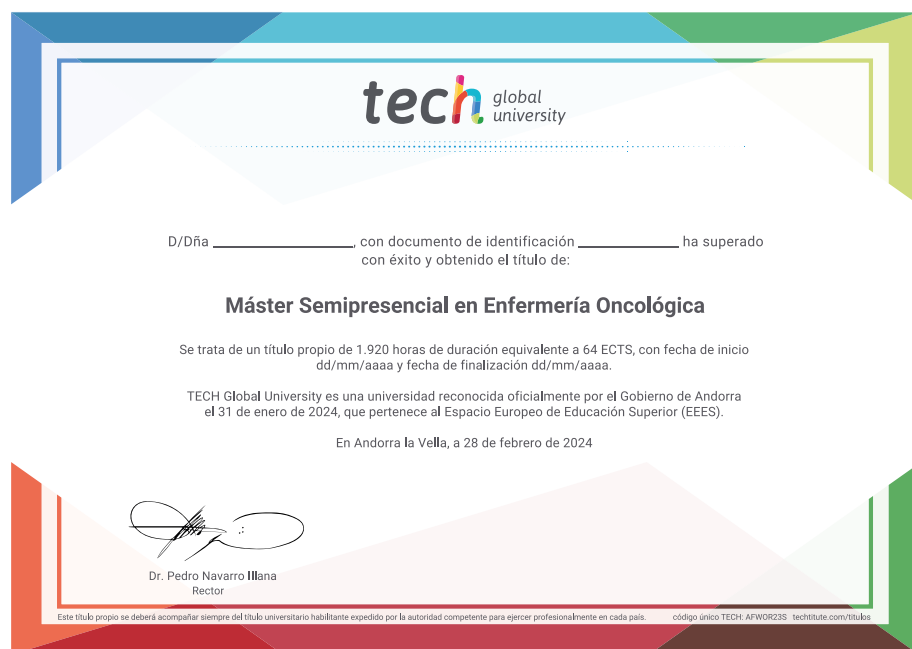 tech global university
D/Dña ____________, con documento de identificación ____________ ha superado
con éxito y obtenido el título de:
Máster Semipresencial en Enfermería Oncológica
Se trata de un título propio de 1.920 horas de duración equivalente a 64 ECTS, con fecha de inicio
dd/mm/aaaa y fecha de finalización dd/mm/aaaa.
TECH Global University es una universidad reconocida oficialmente por el Gobierno de Andorra
el 31 de enero de 2024, que pertenece al Espacio Europeo de Educación Superior (EEES).
En Andorra la Vella, a 28 de febrero de 2024
Dr. Pedro Navarro Illana
Rector
Este título propio se deberá acompañar siempre del título universitario habilitante expedido por la autoridad competente para ejercer profesionalmente en cada país. código único TECH: AFWOR23S techtitute.com/titulos